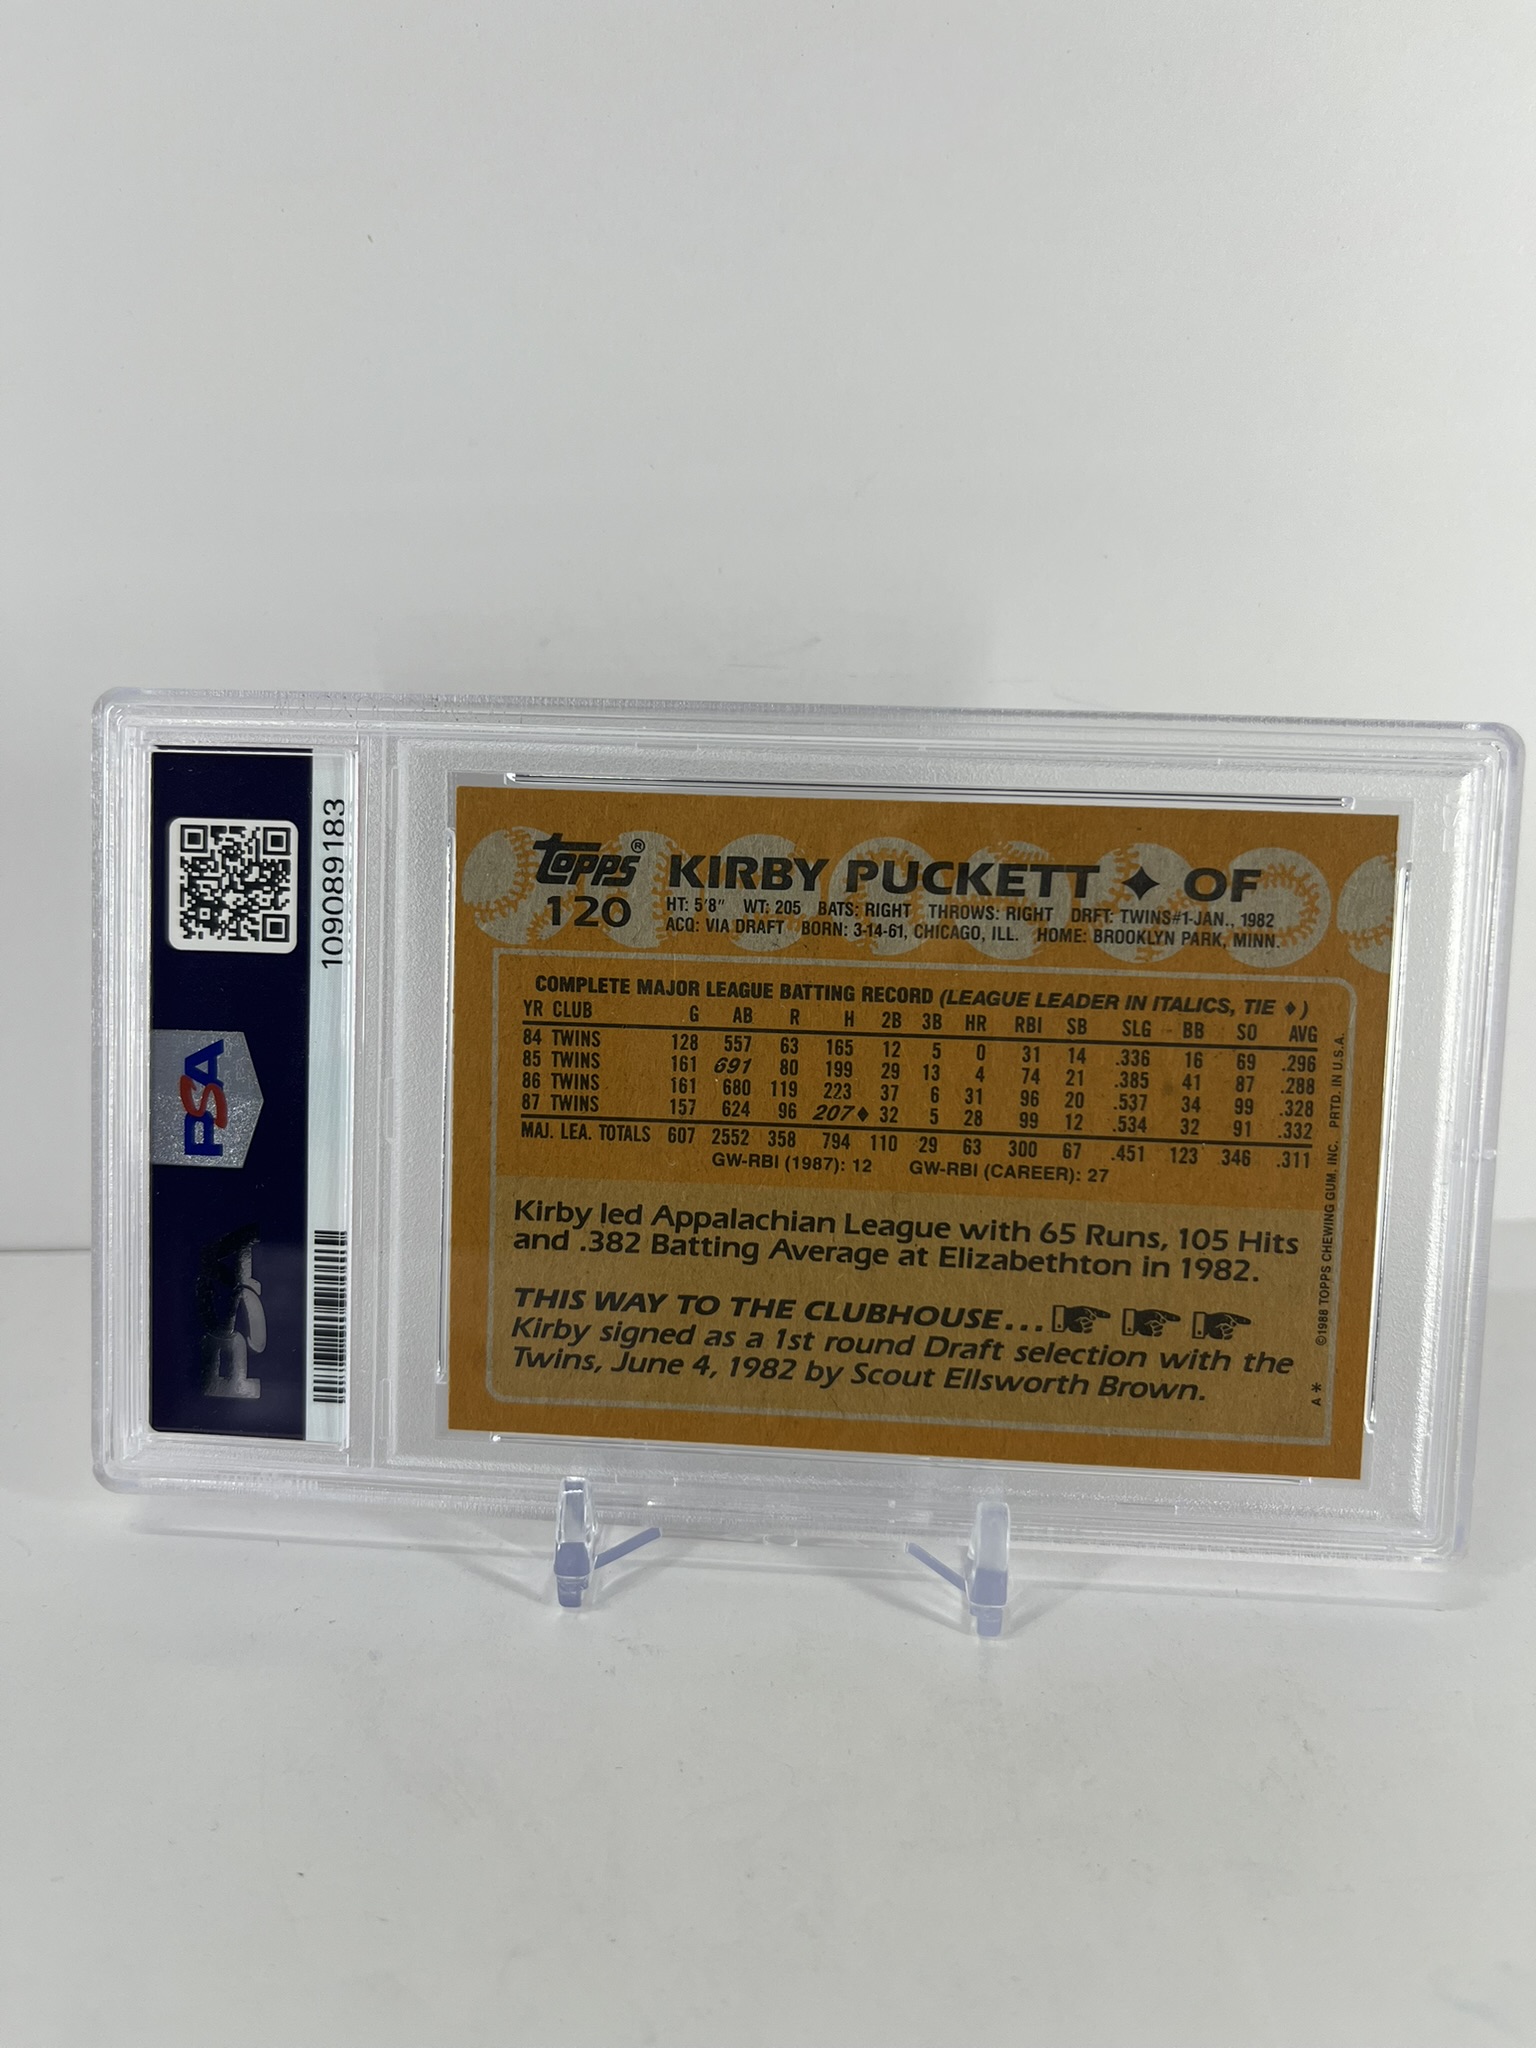 109089183
PSA
PSA
topps®
120
KIRBY PUCKETT ✦ OF
HT: 5'8" WT: 205 BATS: RIGHT THROWS: RIGHT DRFT: TWINS#1-JAN., 1982
ACQ: VIA DRAFT BORN: 3-14-61, CHICAGO, ILL. HOME: BROOKLYN PARK, MINN.
COMPLETE MAJOR LEAGUE BATTING RECORD (LEAGUE LEADER IN ITALICS, TIE ♦)
YR CLUB G AB R H 2B 3B HR RBI SB SLG BB SO AVG
84 TWINS 128 557 63 165 12 5 0 31 14 .336 16 69 .296
85 TWINS 161 691 80 199 29 13 4 74 21 .385 41 87 .288
86 TWINS 161 680 119 223 37 6 31 96 20 .537 34 99 .328
87 TWINS 157 624 96 207♦ 32 5 28 99 12 .534 32 91 .332
MAJ. LEA. TOTALS 607 2552 358 794 110 29 63 300 67 .451 123 346 .311
GW-RBI (1987): 12 GW-RBI (CAREER): 27
Kirby led Appalachian League with 65 Runs, 105 Hits
and .382 Batting Average at Elizabethton in 1982.
THIS WAY TO THE CLUBHOUSE...
Kirby signed as a 1st round Draft selection with the
Twins, June 4, 1982 by Scout Ellsworth Brown.
A* ©1988 TOPPS CHEWING GUM, INC. PRTD. IN U.S.A.